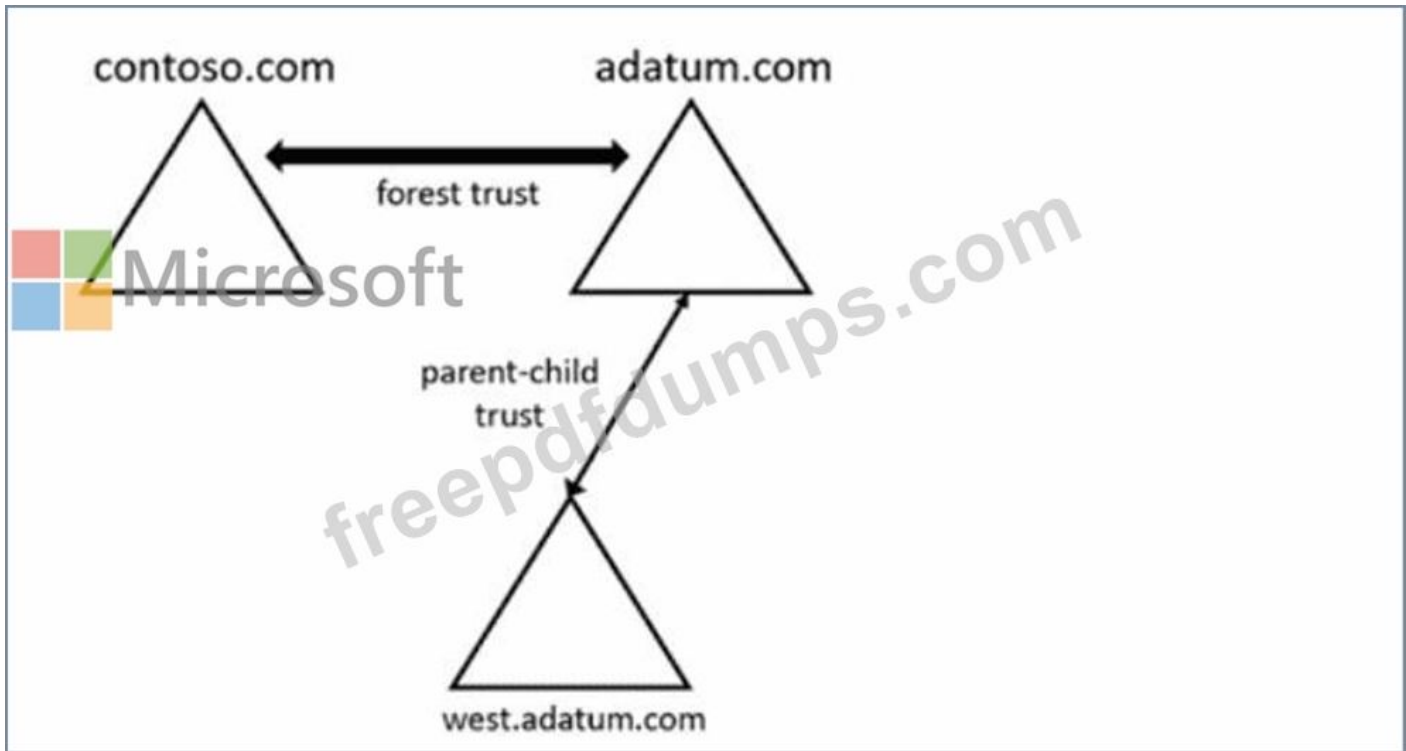 contoso.com
adatum.com
forest trust
Microsoft
parent-child
trust
freepdfdumps.com
west.adatum.com